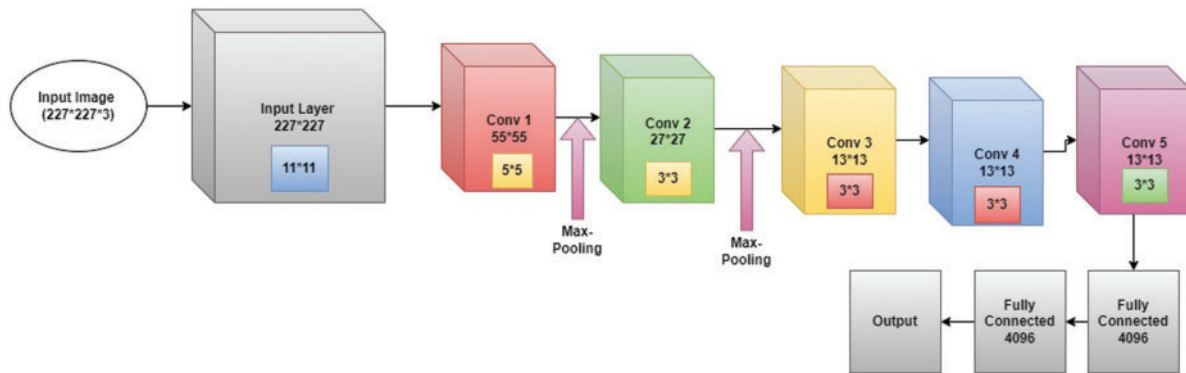 Input Image
(227*227*3)
Input Layer
227*227
11*11
Conv 1
55*55
5*5
Max-
Pooling
Conv 2
27*27
3*3
Max-
Pooling
Conv 3
13*13
3*3
Conv 4
13*13
3*3
Conv 5
13*13
3*3
Fully
Connected
4096
Fully
Connected
4096
Output